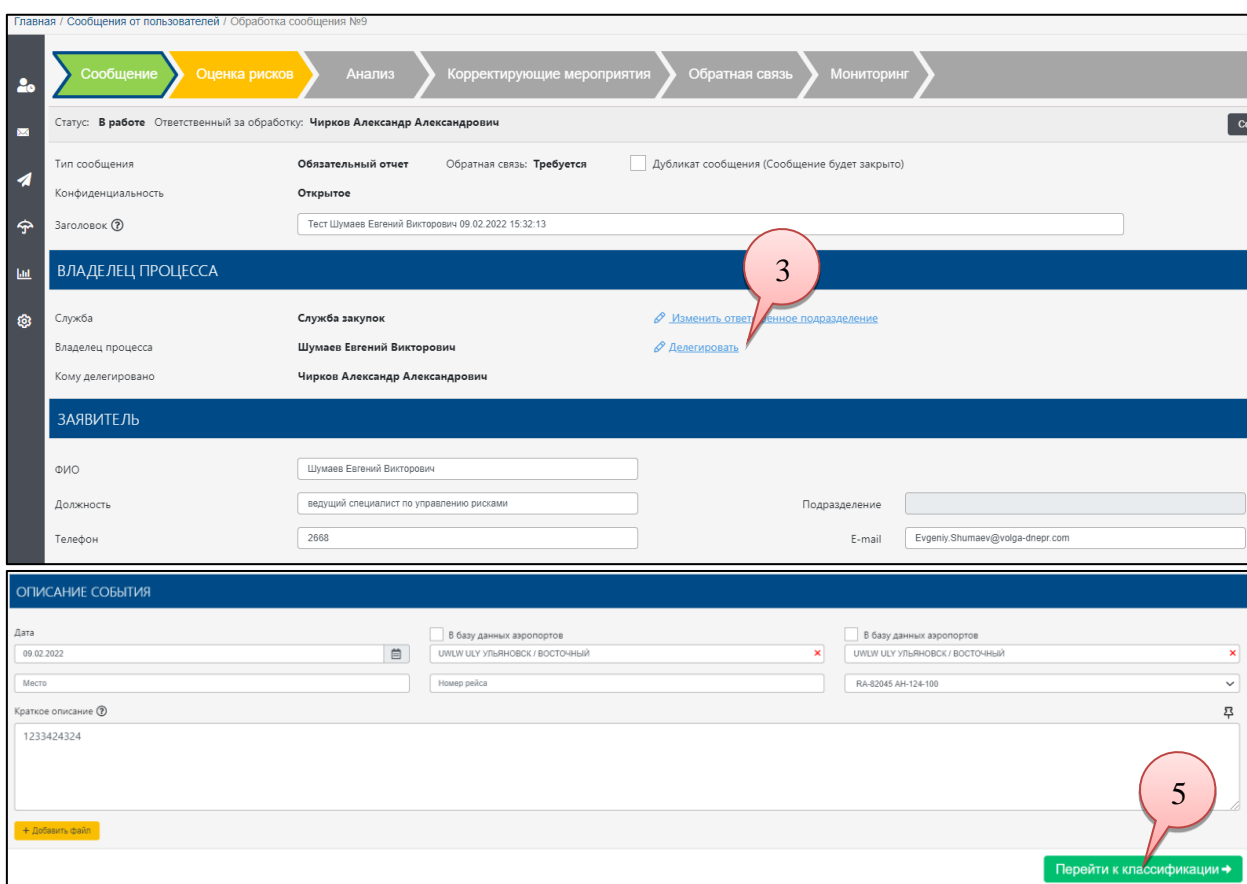 Главная / Сообщения от пользователей / Обработка сообщения №9
Сообщение Оценка рисков Анализ Корректирующие мероприятия Обратная связь Мониторинг
Статус: В работе Ответственный за обработку: Чирков Александр Александрович
Тип сообщения Обязательный отчет Обратная связь: Требуется Дубликат сообщения (Сообщение будет закрыто)
Конфиденциальность Открытое
Заголовок Тест Шумаев Евгений Викторович 09.02.2022 15:32:13
ВЛАДЕЛЕЦ ПРОЦЕССА
3
Служба Служба закупок Изменить ответственное подразделение
Владелец процесса Шумаев Евгений Викторович Делегировать
Кому делегировано Чирков Александр Александрович
ЗАЯВИТЕЛЬ
ФИО Шумаев Евгений Викторович
Должность ведущий специалист по управлению рисками Подразделение
Телефон 2668 E-mail Evgeniy.Shumaev@volga-dnepr.com
ОПИСАНИЕ СОБЫТИЯ
Дата В базу данных аэропортов В базу данных аэропортов
09.02.2022 UWLW ULY УЛЬЯНОВСК / ВОСТОЧНЫЙ UWLW ULY УЛЬЯНОВСК / ВОСТОЧНЫЙ
Место Номер рейса RA-82045 АН-124-100
Краткое описание
1233424324
5
+ Добавить файл
Перейти к классификации